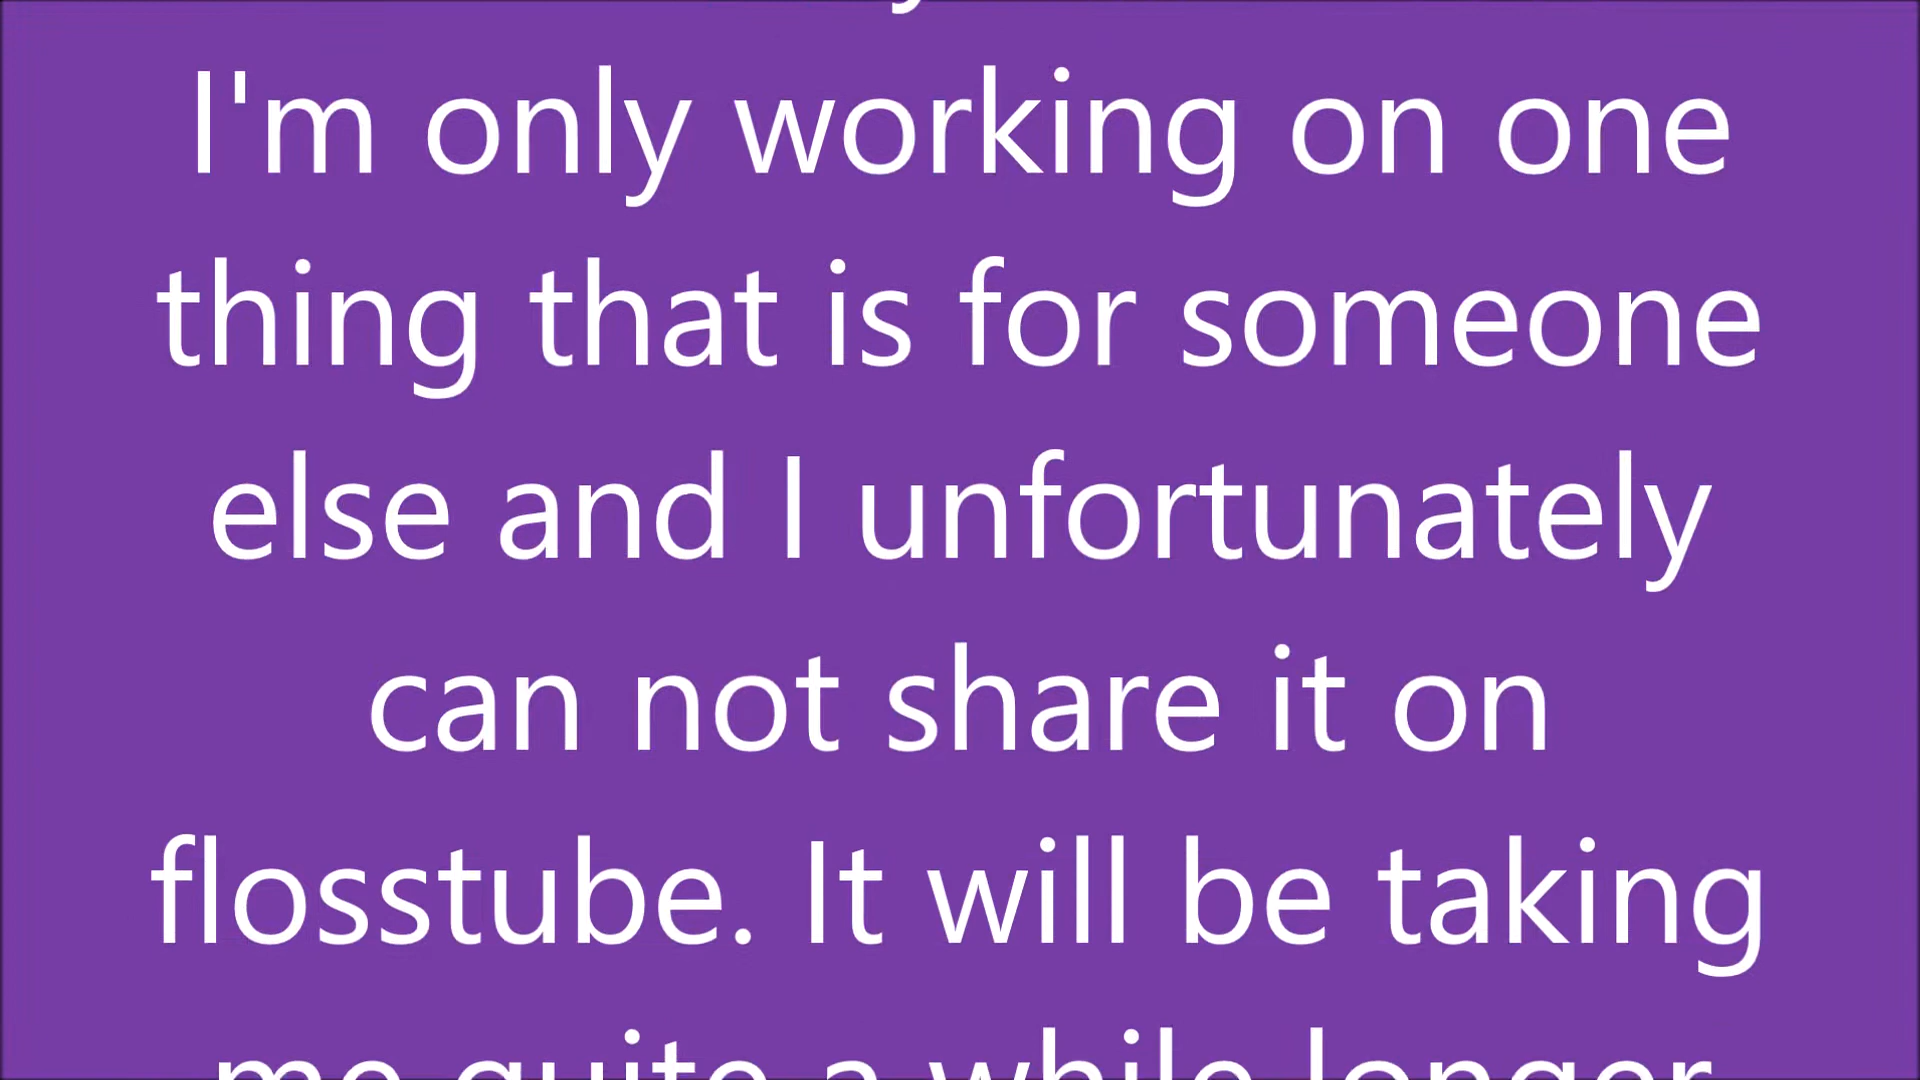 I'm only working on one
thing that is for someone
else and I unfortunately
can not share it on
flosstube. It will be taking
me quite a while longer